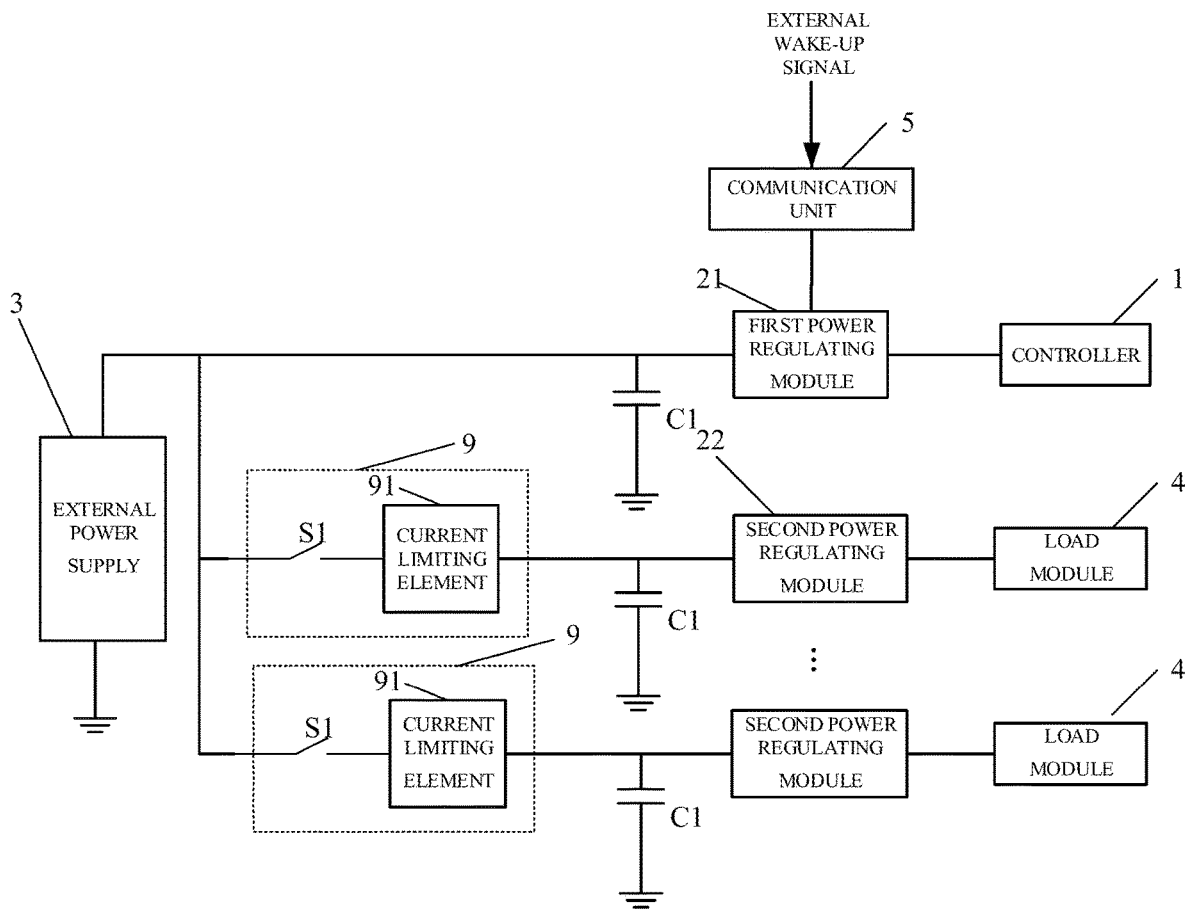 EXTERNAL
WAKE-UP
SIGNAL
5
COMMUNICATION
UNIT
21
1
3
FIRST POWER
REGULATING
MODULE
CONTROLLER
C1
9
22
91
4
EXTERNAL
POWER
SUPPLY
S1
CURRENT
LIMITING
ELEMENT
SECOND POWER
REGULATING
MODULE
LOAD
MODULE
C1
9
⋮
91
4
S1
CURRENT
LIMITING
ELEMENT
SECOND POWER
REGULATING
MODULE
LOAD
MODULE
C1